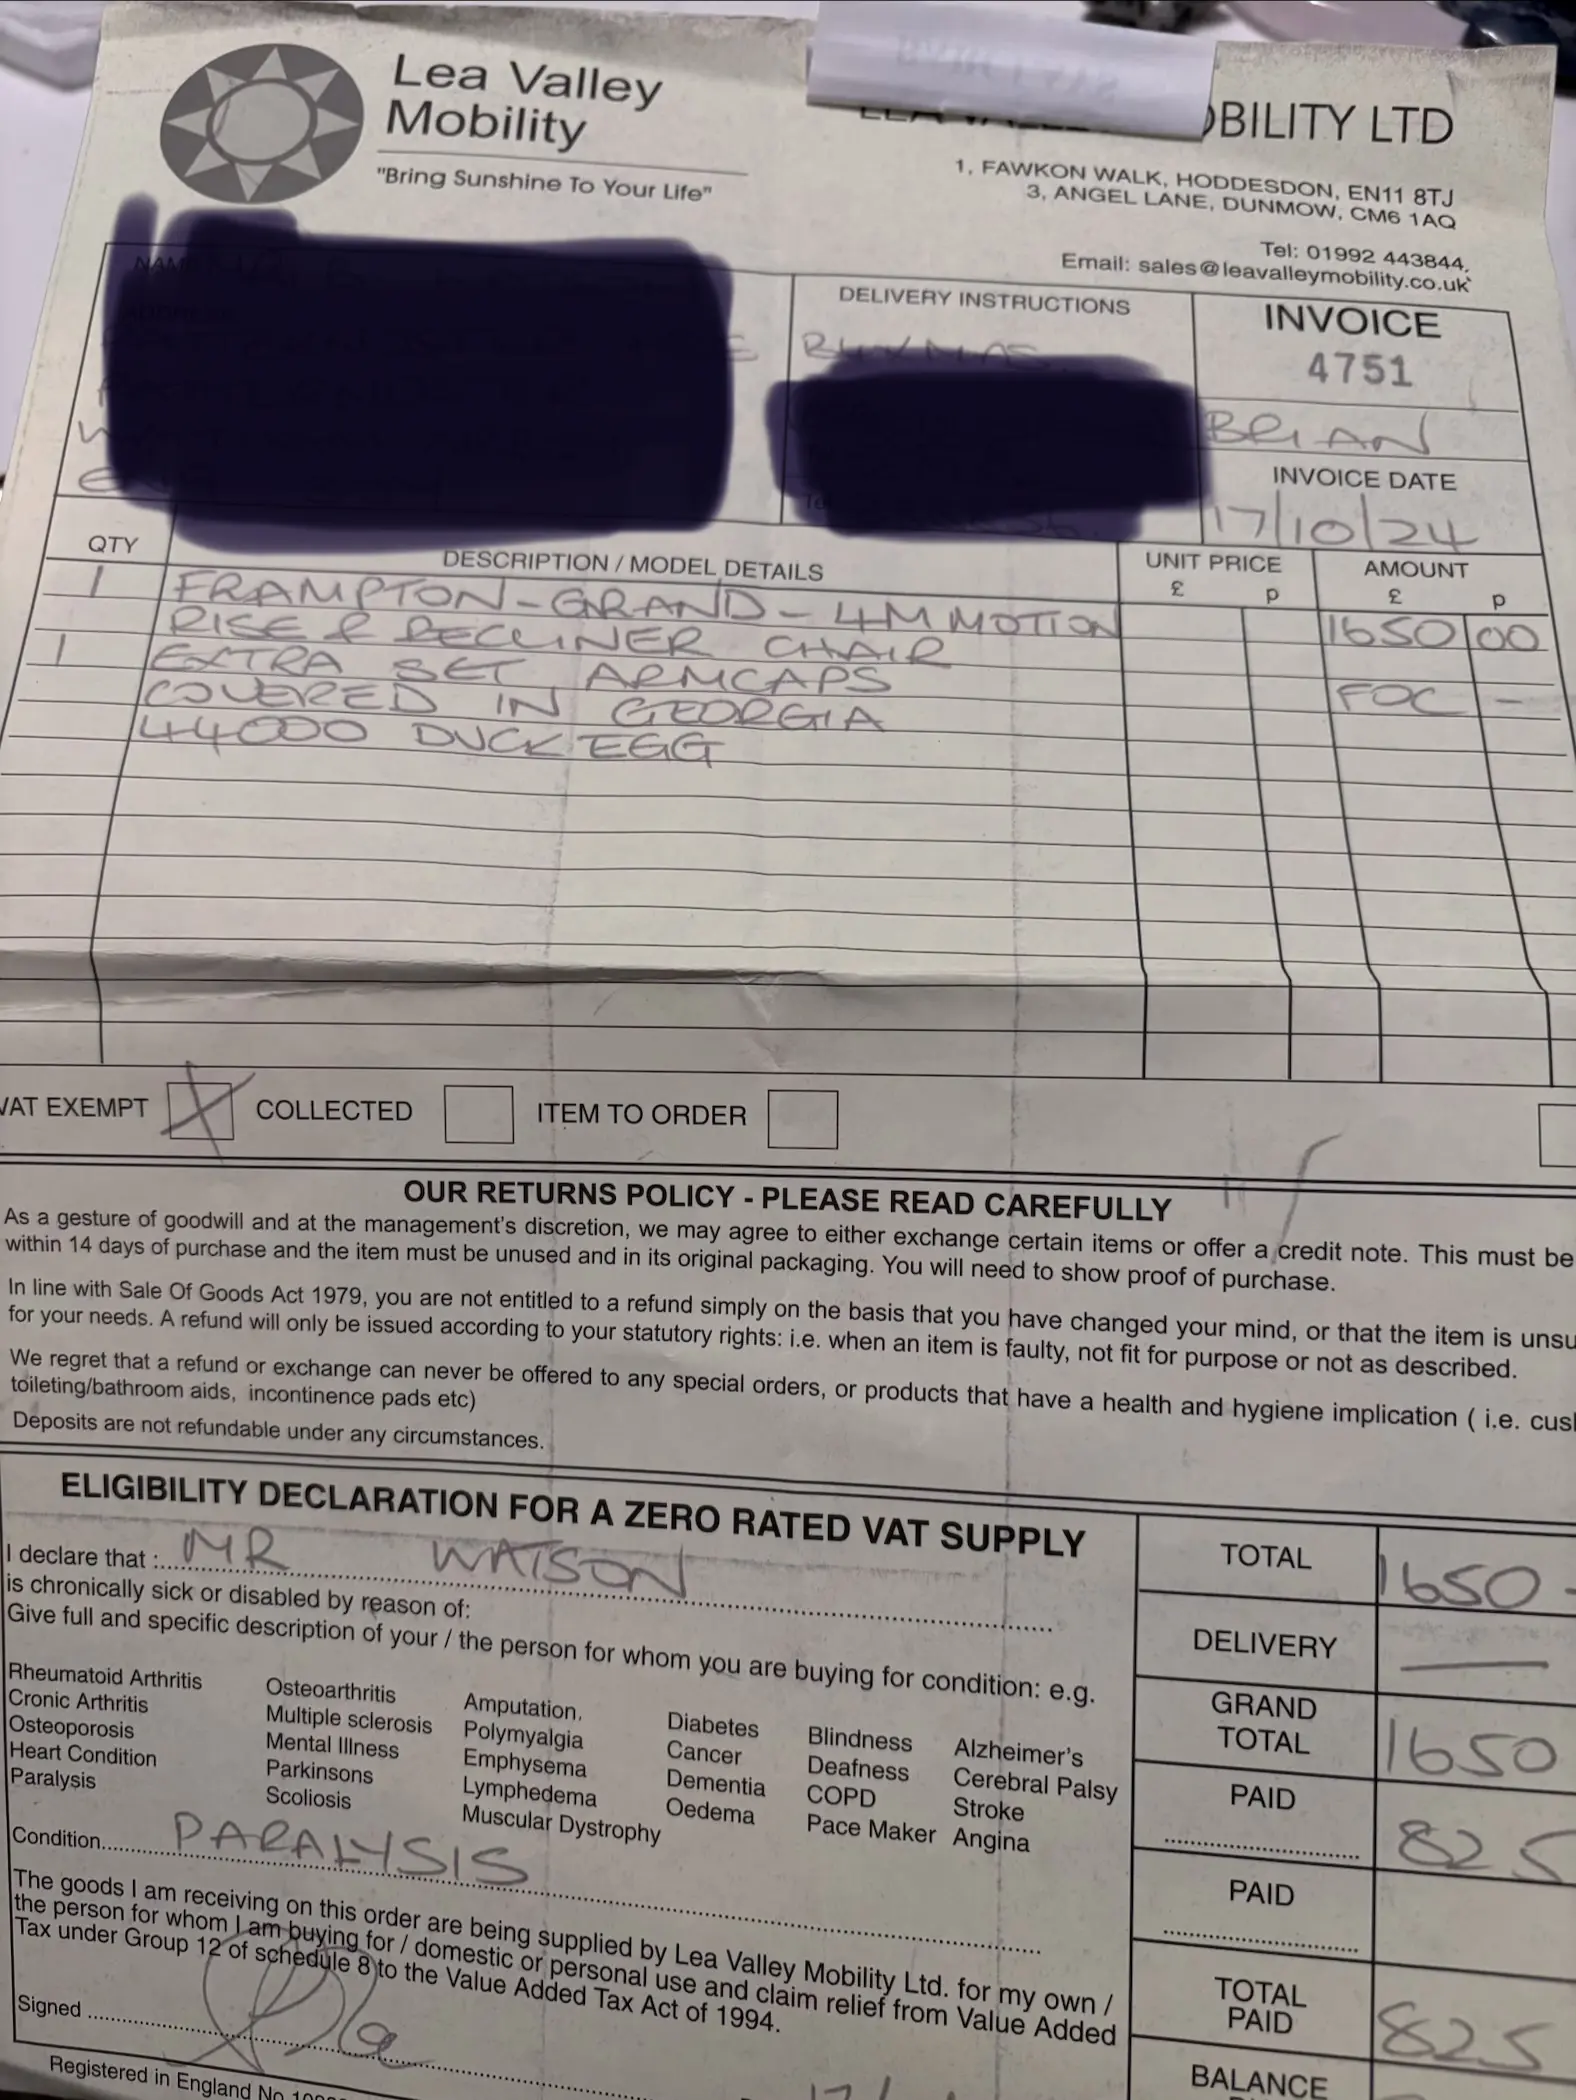 Lea Valley
Mobility
"Bring Sunshine To Your Life"
MOBILITY LTD
1, FAWKON WALK, HODDESDON, EN11 8TJ
3, ANGEL LANE, DUNMOW, CM6 1AQ
Tel: 01992 443844,
Email: sales@leavalleymobility.co.uk
DELIVERY INSTRUCTIONS
INVOICE
4751
BRIAN
INVOICE DATE
17/10/24
QTY DESCRIPTION / MODEL DETAILS UNIT PRICE £ p AMOUNT £ p
1 FRAMPTON-GRAND-4M MOTION 1650 00
RISE & RECLINER CHAIR
1 EXTRA SET ARMCAPS FOC -
COVERED IN GEORGIA
44000 DUCK EGG
VAT EXEMPT X COLLECTED ITEM TO ORDER
OUR RETURNS POLICY - PLEASE READ CAREFULLY
As a gesture of goodwill and at the management's discretion, we may agree to either exchange certain items or offer a credit note. This must be
within 14 days of purchase and the item must be unused and in its original packaging. You will need to show proof of purchase.
In line with Sale Of Goods Act 1979, you are not entitled to a refund simply on the basis that you have changed your mind, or that the item is unsu
for your needs. A refund will only be issued according to your statutory rights: i.e. when an item is faulty, not fit for purpose or not as described.
We regret that a refund or exchange can never be offered to any special orders, or products that have a health and hygiene implication ( i.e. cus
toileting/bathroom aids, incontinence pads etc)
Deposits are not refundable under any circumstances.
ELIGIBILITY DECLARATION FOR A ZERO RATED VAT SUPPLY
I declare that :.... MR WATSON
is chronically sick or disabled by reason of:
Give full and specific description of your / the person for whom you are buying for condition: e.g.
Rheumatoid Arthritis Osteoarthritis Amputation, Diabetes Blindness Alzheimer's
Cronic Arthritis Multiple sclerosis Polymyalgia Cancer Deafness Cerebral Palsy
Osteoporosis Mental Illness Emphysema Dementia COPD Stroke
Heart Condition Parkinsons Lymphedema Oedema Pace Maker Angina
Paralysis Scoliosis Muscular Dystrophy
Condition.... PARALYSIS
The goods I am receiving on this order are being supplied by Lea Valley Mobility Ltd. for my own /
the person for whom I am buying for / domestic or personal use and claim relief from Value Added
Tax under Group 12 of schedule 8 to the Value Added Tax Act of 1994.
Signed
Registered in England No
TOTAL 1650 -
DELIVERY —
GRAND TOTAL 1650
PAID 825
PAID
TOTAL PAID 825
BALANCE